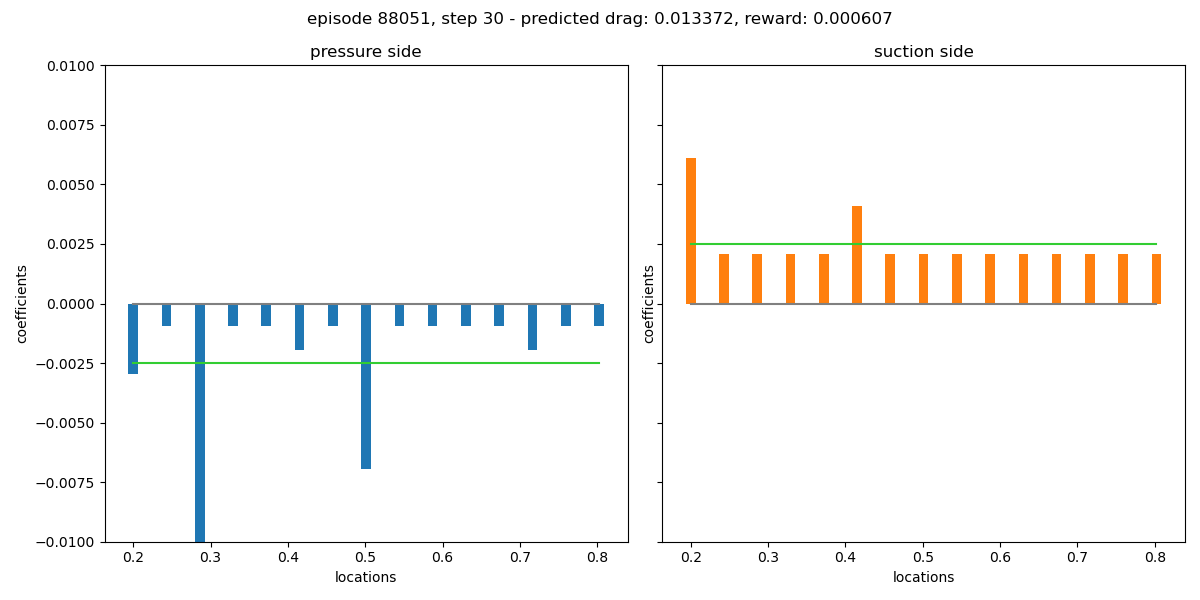 episode 88051, step 30 - predicted drag: 0.013372, reward: 0.000607
pressure side
suction side
0.0100
0.0075
0.0050
0.0025
0.0000
−0.0025
−0.0050
−0.0075
−0.0100
coefficients
coefficients
0.2 0.3 0.4 0.5 0.6 0.7 0.8
0.2 0.3 0.4 0.5 0.6 0.7 0.8
locations
locations